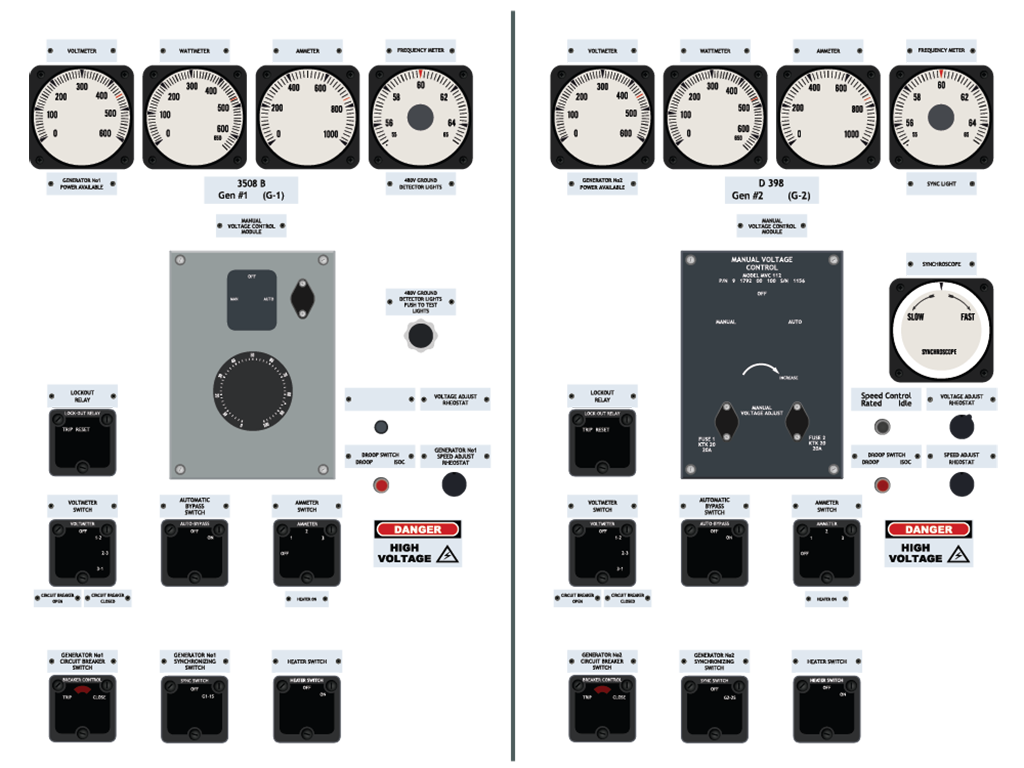 VOLTMETER
WATTMETER
AMMETER
FREQUENCY METER
0 100 200 300 400 500 600
0 100 200 300 400 500 600 650
0 200 400 600 800 1000
55 56 58 60 62 64 65
GENERATOR No1
POWER AVAILABLE
3508 B
Gen #1 (G-1)
480V GROUND
DETECTOR LIGHTS
MANUAL
VOLTAGE CONTROL
MODULE
OFF
MAN AUTO
480V GROUND
DETECTOR LIGHTS
PUSH TO TEST
LIGHTS
LOCKOUT
RELAY
LOCK-OUT RELAY
TRIP RESET
VOLTAGE ADJUST
RHEOSTAT
DROOP SWITCH
DROOP ISOC
GENERATOR No1
SPEED ADJUST
RHEOSTAT
VOLTMETER
SWITCH
VOLTMETER
OFF
1-2
2-3
3-1
AUTOMATIC
BYPASS
SWITCH
AUTO-BYPASS
OFF
ON
AMMETER
SWITCH
AMMETER
2
1 3
OFF
DANGER
HIGH
VOLTAGE
CIRCUIT BREAKER
OPEN
CIRCUIT BREAKER
CLOSED
HEATER ON
GENERATOR No1
CIRCUIT BREAKER
SWITCH
BREAKER CONTROL
TRIP CLOSE
GENERATOR No1
SYNCHRONIZING
SWITCH
SYNC SWITCH
OFF
G1-1S
HEATER SWITCH
HEATER SWITCH
OFF
ON
VOLTMETER
WATTMETER
AMMETER
FREQUENCY METER
0 100 200 300 400 500 600
0 100 200 300 400 500 600 650
0 200 400 600 800 1000
55 56 58 60 62 64 65
GENERATOR No2
POWER AVAILABLE
D 398
Gen #2 (G-2)
SYNC LIGHT
MANUAL
VOLTAGE CONTROL
MODULE
MANUAL VOLTAGE
CONTROL
MODEL MVC 112
P/N 9 1792 00 100 S/N 1156
OFF
MANUAL AUTO
INCREASE
MANUAL
VOLTAGE ADJUST
FUSE 1
KTK 20
20A
FUSE 2
KTK 20
20A
SYNCHROSCOPE
SLOW FAST
SYNCHROSCOPE
LOCKOUT
RELAY
LOCK-OUT RELAY
TRIP RESET
Speed Control
Rated Idle
VOLTAGE ADJUST
RHEOSTAT
DROOP SWITCH
DROOP ISOC
SPEED ADJUST
RHEOSTAT
VOLTMETER
SWITCH
VOLTMETER
OFF
1-2
2-3
3-1
AUTOMATIC
BYPASS
SWITCH
AUTO-BYPASS
OFF
ON
AMMETER
SWITCH
AMMETER
2
1 3
OFF
DANGER
HIGH
VOLTAGE
CIRCUIT BREAKER
OPEN
CIRCUIT BREAKER
CLOSED
HEATER ON
GENERATOR No2
CIRCUIT BREAKER
SWITCH
BREAKER CONTROL
TRIP CLOSE
GENERATOR No2
SYNCHRONIZING
SWITCH
SYNC SWITCH
OFF
G2-2S
HEATER SWITCH
HEATER SWITCH
OFF
ON